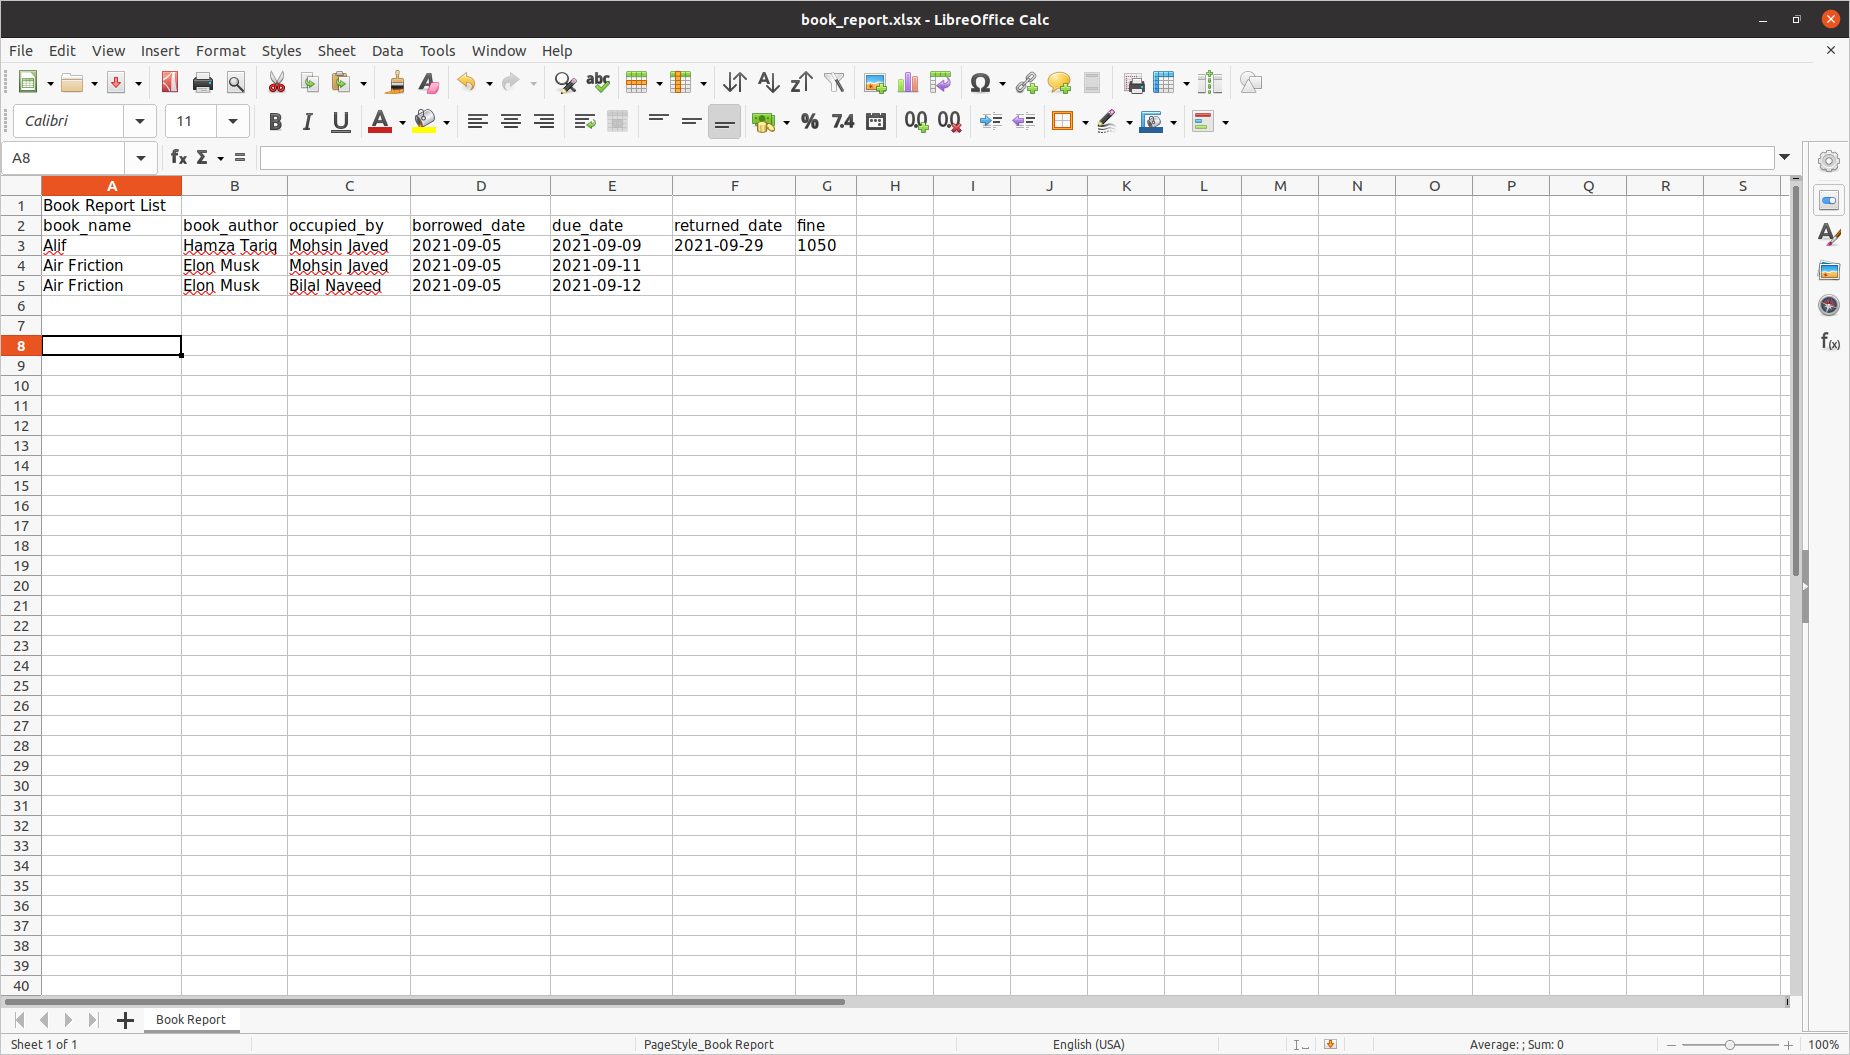 book_report.xlsx - LibreOffice Calc
File Edit View Insert Format Styles Sheet Data Tools Window Help
Calibri 11
A8
A B C D E F G H I J K L M N O P Q R S
1 Book Report List
2 book_name book_author occupied_by borrowed_date due_date returned_date fine
3 Alif Hamza Tariq Mohsin Javed 2021-09-05 2021-09-09 2021-09-29 1050
4 Air Friction Elon Musk Mohsin Javed 2021-09-05 2021-09-11
5 Air Friction Elon Musk Bilal Naveed 2021-09-05 2021-09-12
6
7
8
9
10
11
12
13
14
15
16
17
18
19
20
21
22
23
24
25
26
27
28
29
30
31
32
33
34
35
36
37
38
39
40
Book Report
Sheet 1 of 1 PageStyle_Book Report English (USA) Average: ; Sum: 0 100%